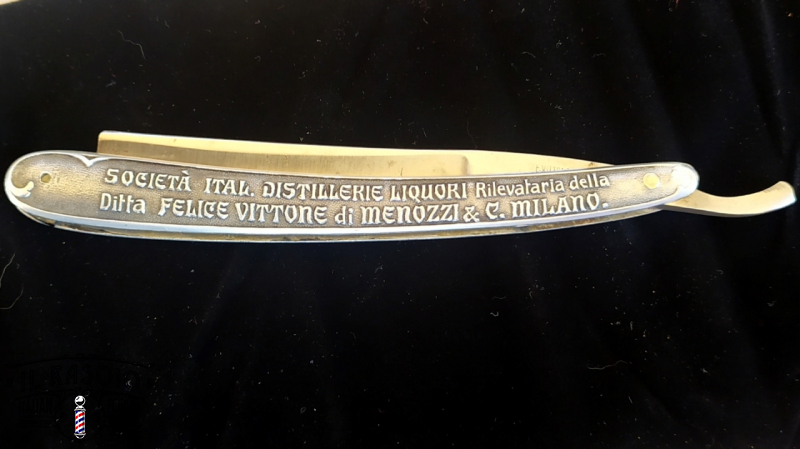 SOCIETÀ ITAL. DISTILLERIE LIQUORI Rilevataria della
Ditta FELICE VITTONE di MENOZZI & C. MILANO.